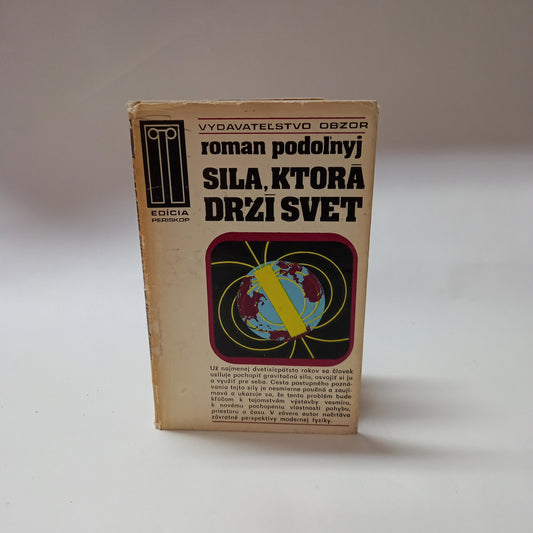 VYDAVATEĽSTVO OBZOR
roman podoľnyj
SILA, KTORÁ
DRŽÍ SVET
EDÍCIA
PERISKOP
Už najmenej dvetisícpäťsto rokov sa človek
usiluje pochopiť gravitačnú silu, osvojiť si ju
a využiť pre seba. Cesta postupného pozná-
vania tejto sily je nesmierne poučná a zaují-
mavá a ukazuje sa, že tento problém bude
kľúčom k tajomstvám výstavby vesmíru,
k novému pochopeniu vlastností pohybu,
priestoru a času. V závere autor načrtáva
závratné perspektívy modernej fyziky.